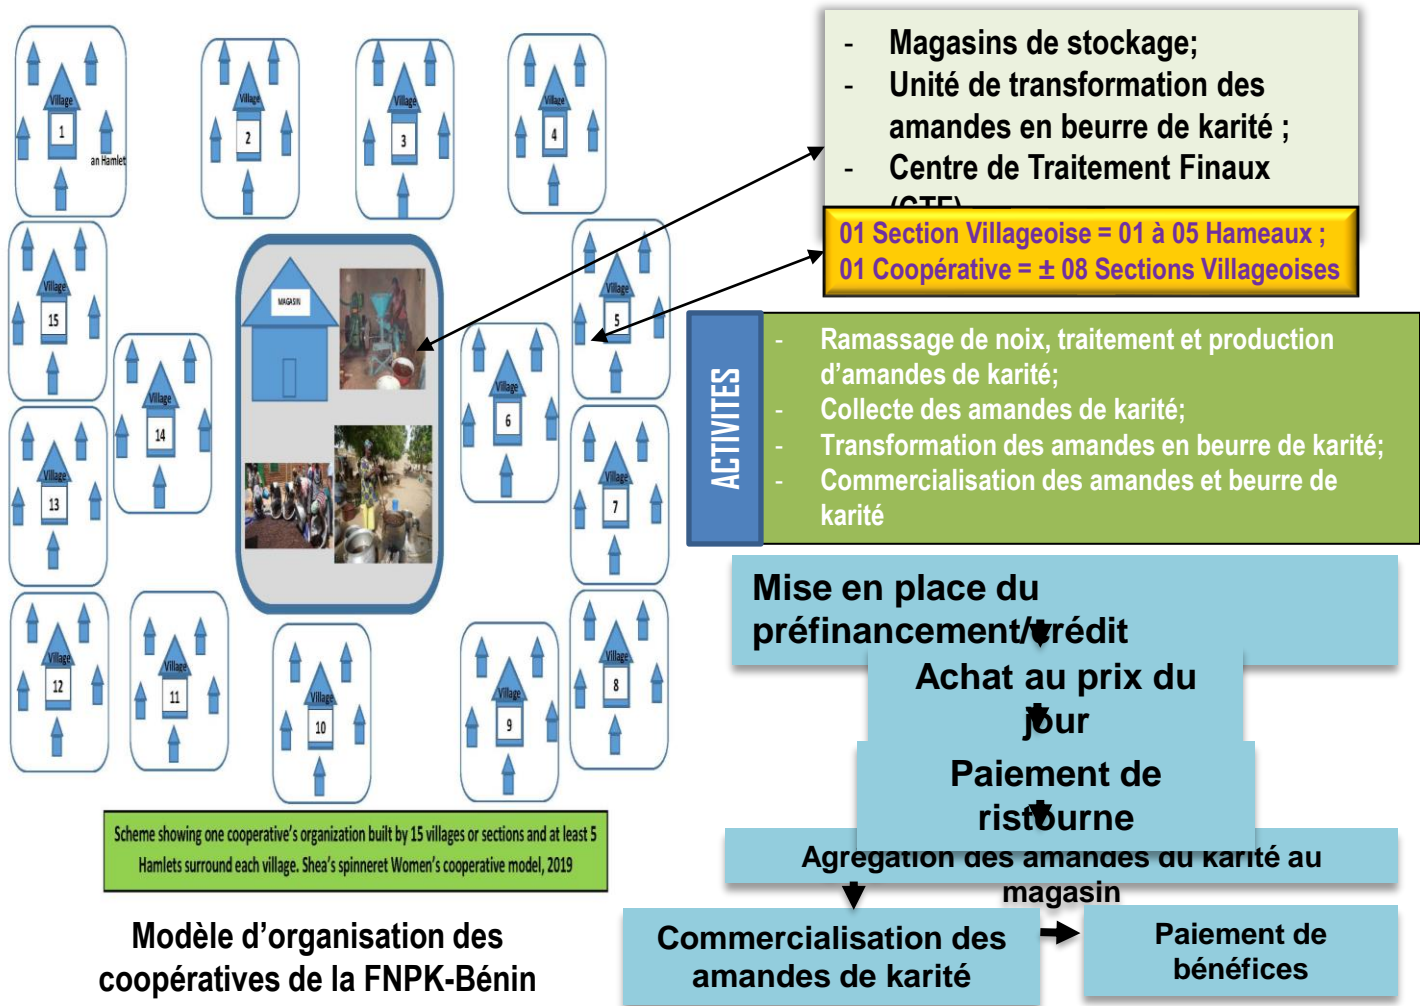 Village
1
an Hamlet
Village
2
Village
3
Village
4
Village
15
Village
14
Village
13
Village
12
Village
11
Village
10
Village
9
Village
8
Village
7
Village
6
Village
5
MAGASIN
Scheme showing one cooperative's organization built by 15 villages or sections and at least 5
Hamlets surround each village. Shea's spinneret Women's cooperative model, 2019
Modèle d'organisation des
coopératives de la FNPK-Bénin
- Magasins de stockage;
- Unité de transformation des
amandes en beurre de karité ;
- Centre de Traitement Finaux
(CTF)
01 Section Villageoise = 01 à 05 Hameaux ;
01 Coopérative = ± 08 Sections Villageoises
ACTIVITES
- Ramassage de noix, traitement et production
d'amandes de karité;
- Collecte des amandes de karité;
- Transformation des amandes en beurre de karité;
- Commercialisation des amandes et beurre de
karité
Mise en place du
préfinancement/crédit
Achat au prix du
jour
Paiement de
ristourne
Agrégation des amandes du karité au
magasin
Commercialisation des
amandes de karité
Paiement de
bénéfices